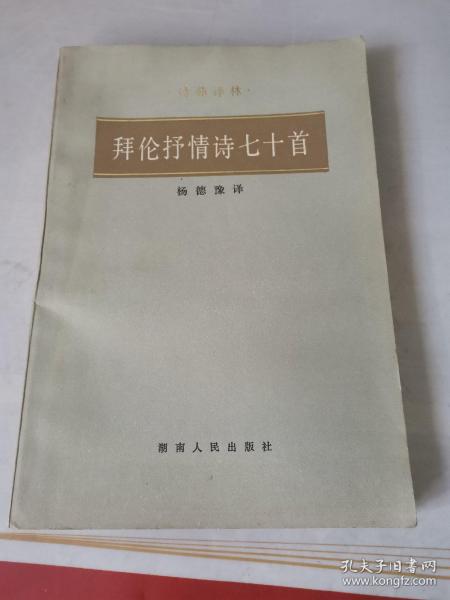 ·诗苑译林·
拜伦抒情诗七十首
杨德豫译
湖南人民出版社
孔夫子旧书网
www.kongfz.com